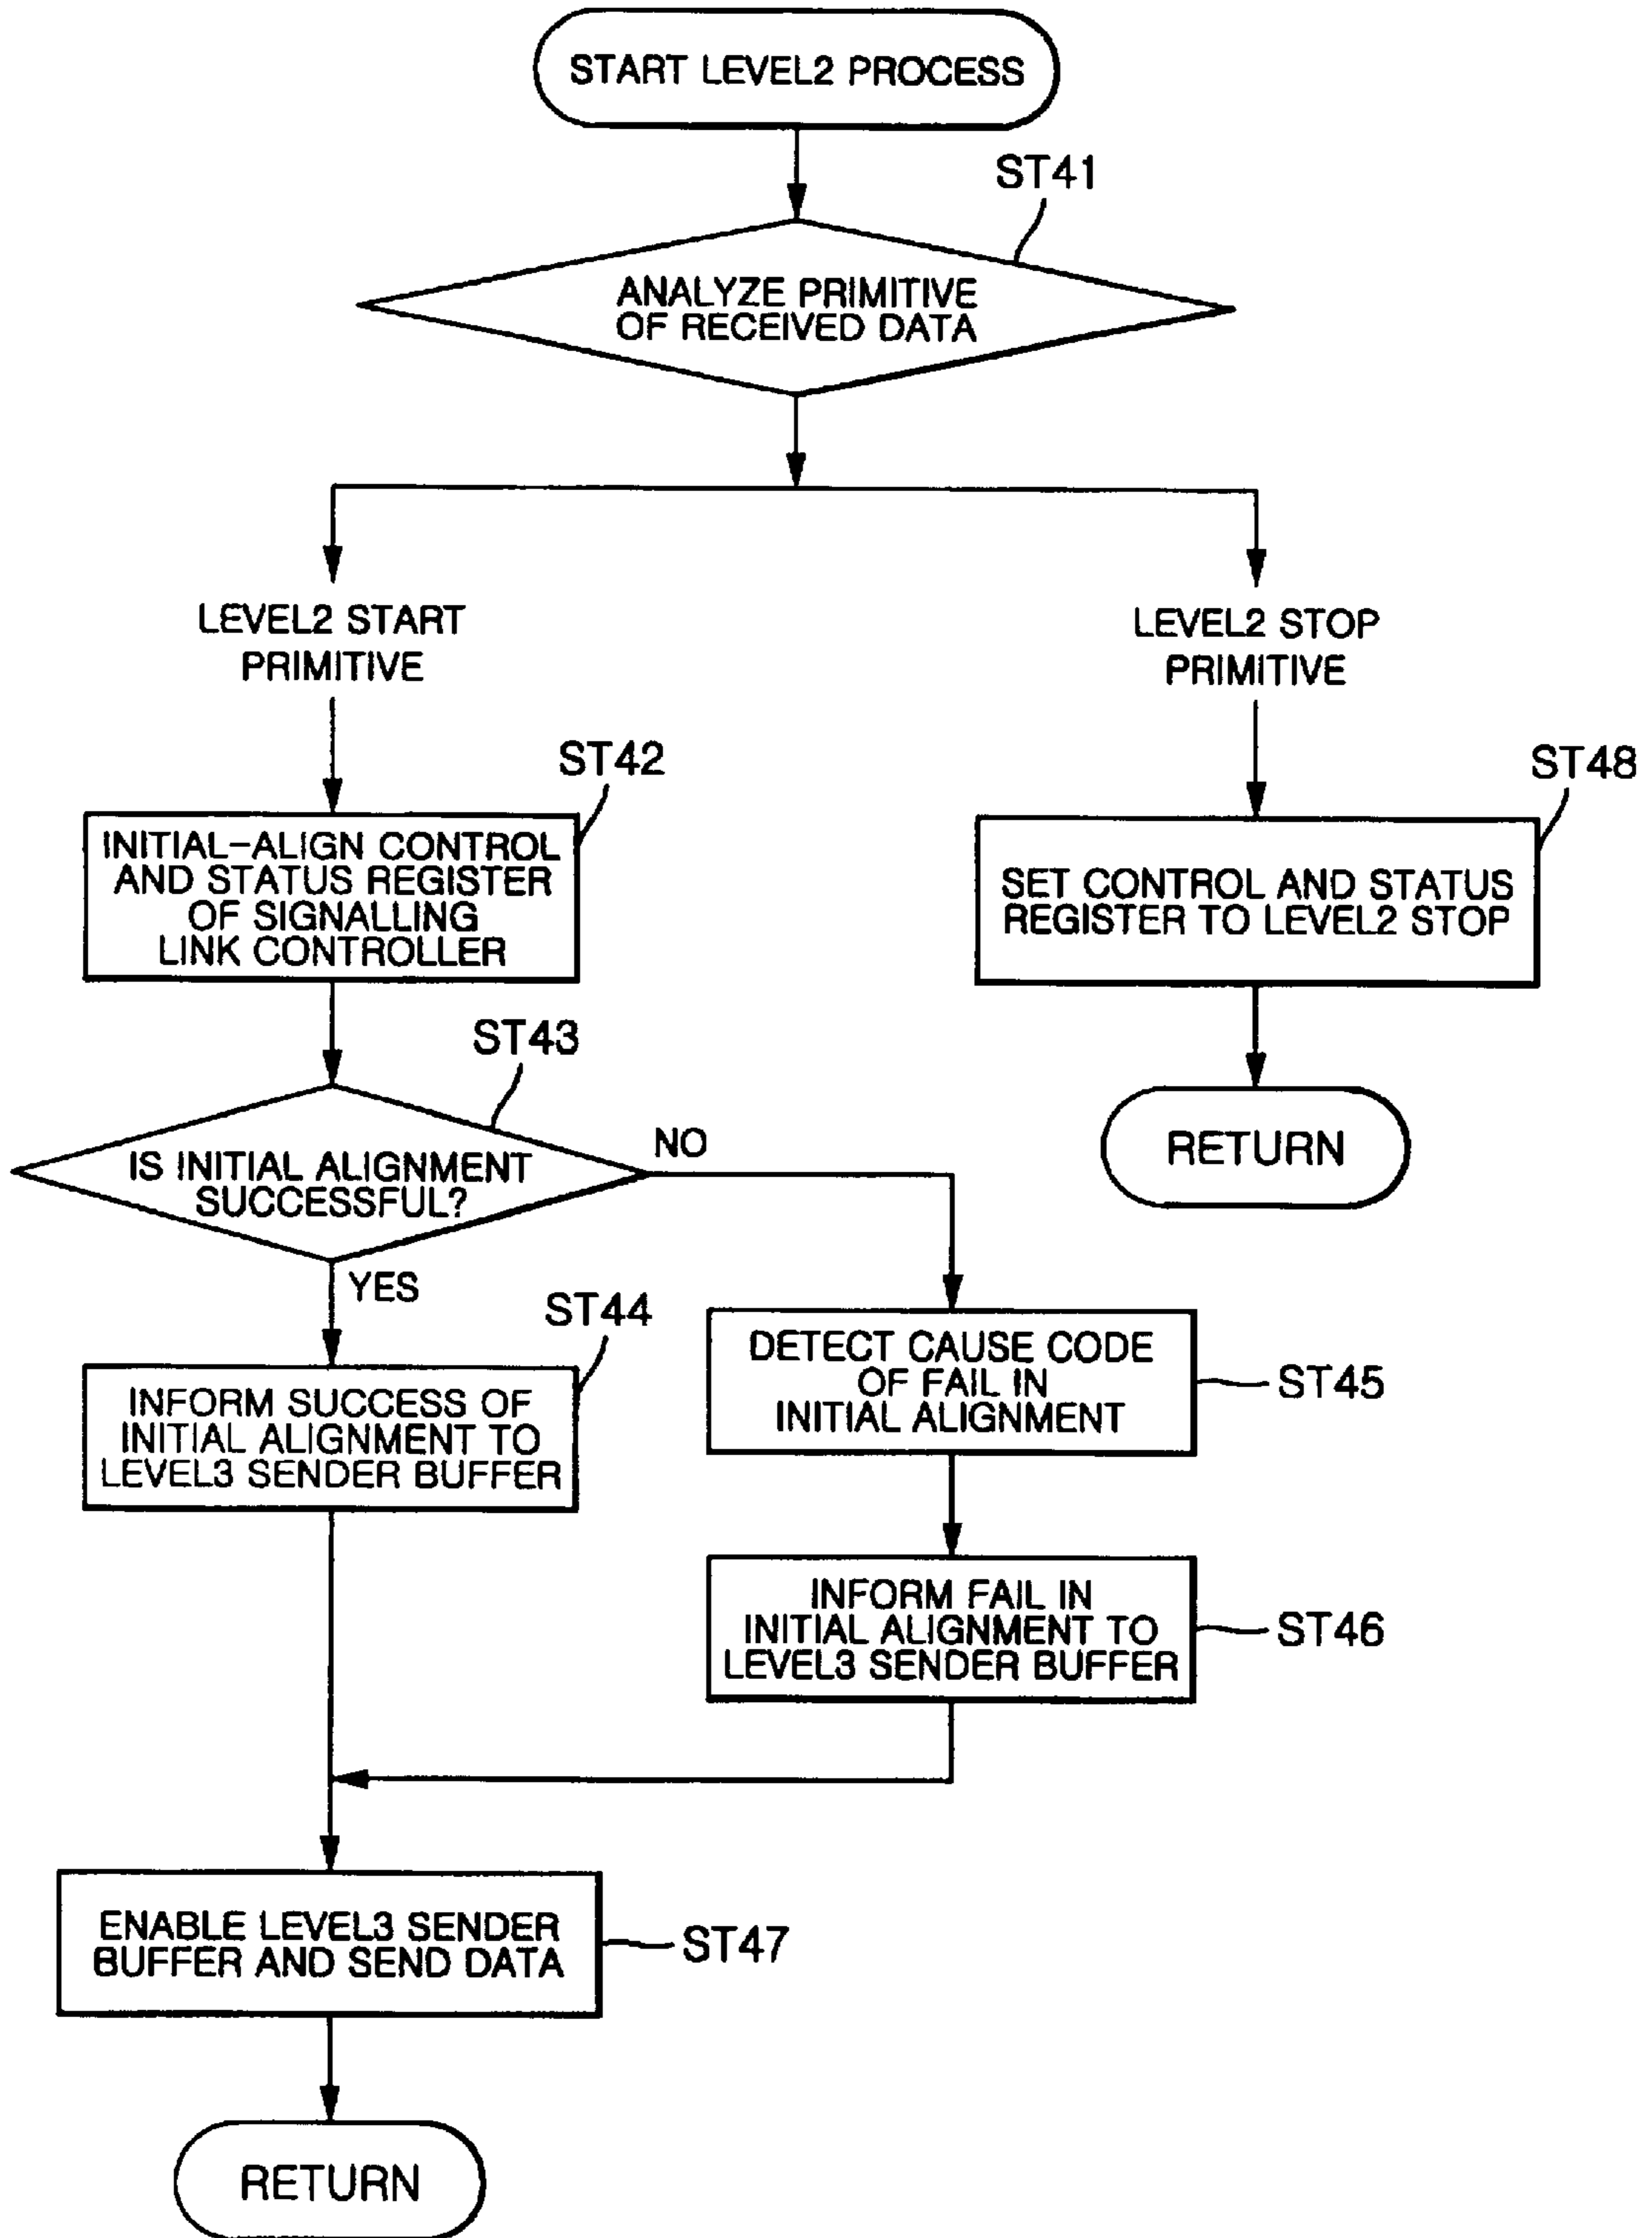 START LEVEL2 PROCESS
ST41
ANALYZE PRIMITIVE
OF RECEIVED DATA
LEVEL2 START
PRIMITIVE
LEVEL2 STOP
PRIMITIVE
ST42
INITIAL-ALIGN CONTROL
AND STATUS REGISTER
OF SIGNALLING
LINK CONTROLLER
ST48
SET CONTROL AND STATUS
REGISTER TO LEVEL2 STOP
ST43
IS INITIAL ALIGNMENT
SUCCESSFUL?
NO
RETURN
YES
ST44
INFORM SUCCESS OF
INITIAL ALIGNMENT TO
LEVEL3 SENDER BUFFER
DETECT CAUSE CODE
OF FAIL IN
INITIAL ALIGNMENT
ST45
INFORM FAIL IN
INITIAL ALIGNMENT TO
LEVEL3 SENDER BUFFER
ST46
ENABLE LEVEL3 SENDER
BUFFER AND SEND DATA
ST47
RETURN